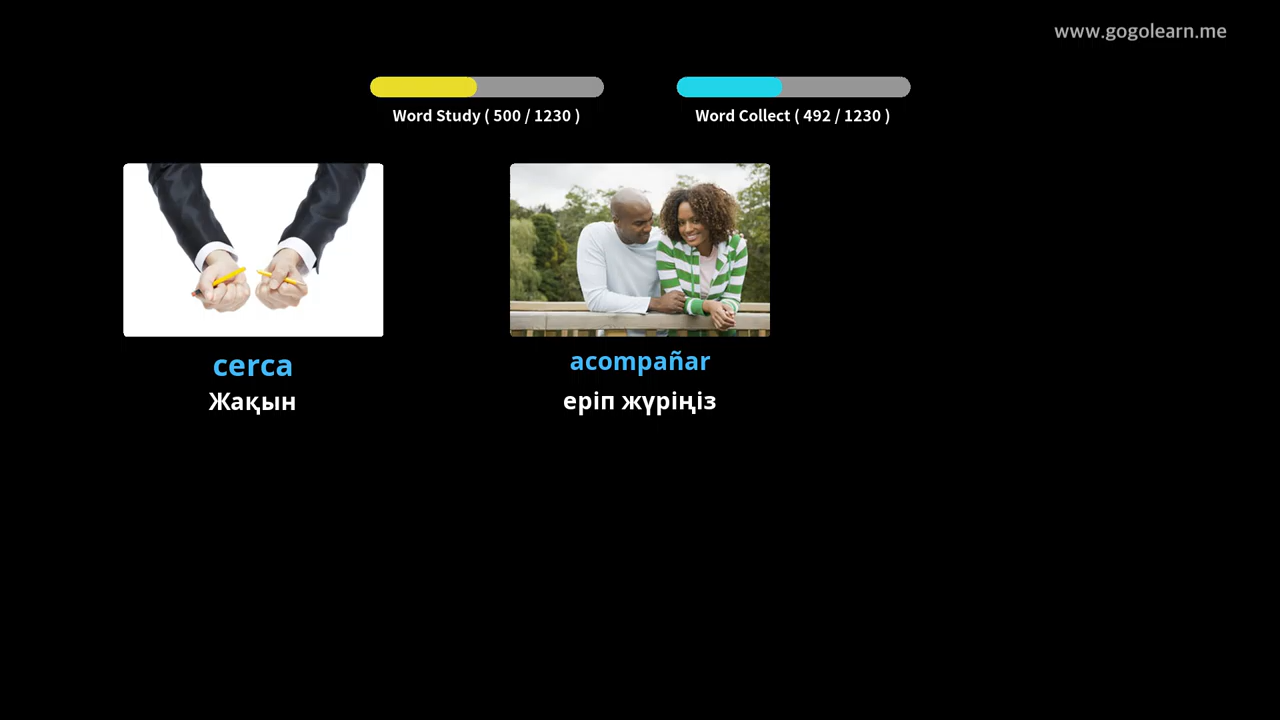 www.gogolearn.me
Word Study ( 500 / 1230 )
Word Collect ( 492 / 1230 )
cerca
Жақын
acompañar
еріп жүріңіз